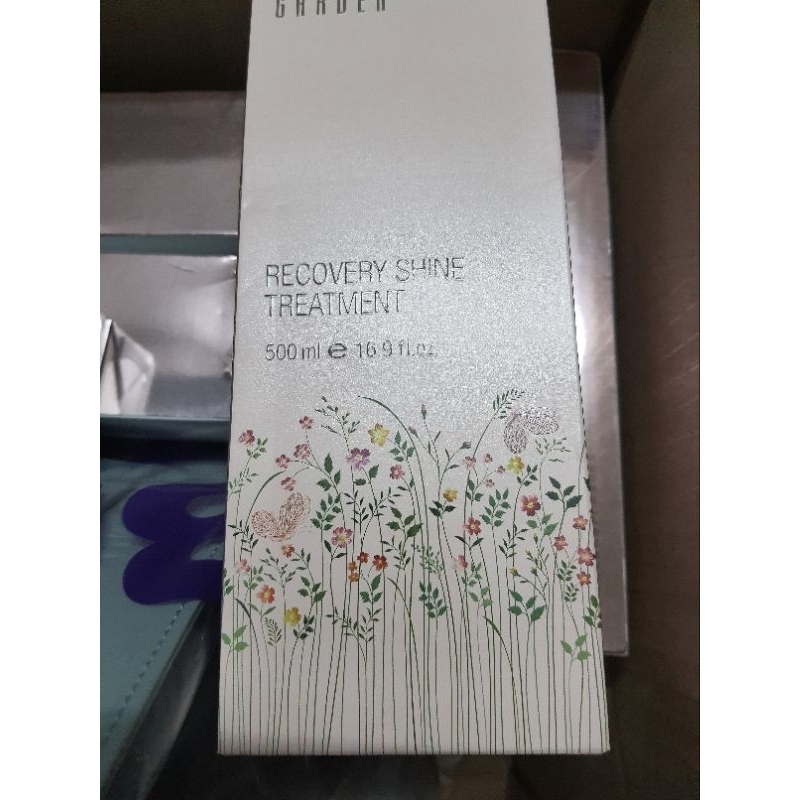 GARDEN
RECOVERY SHINE
TREATMENT
500 ml ℮ 16.9 fl.oz.